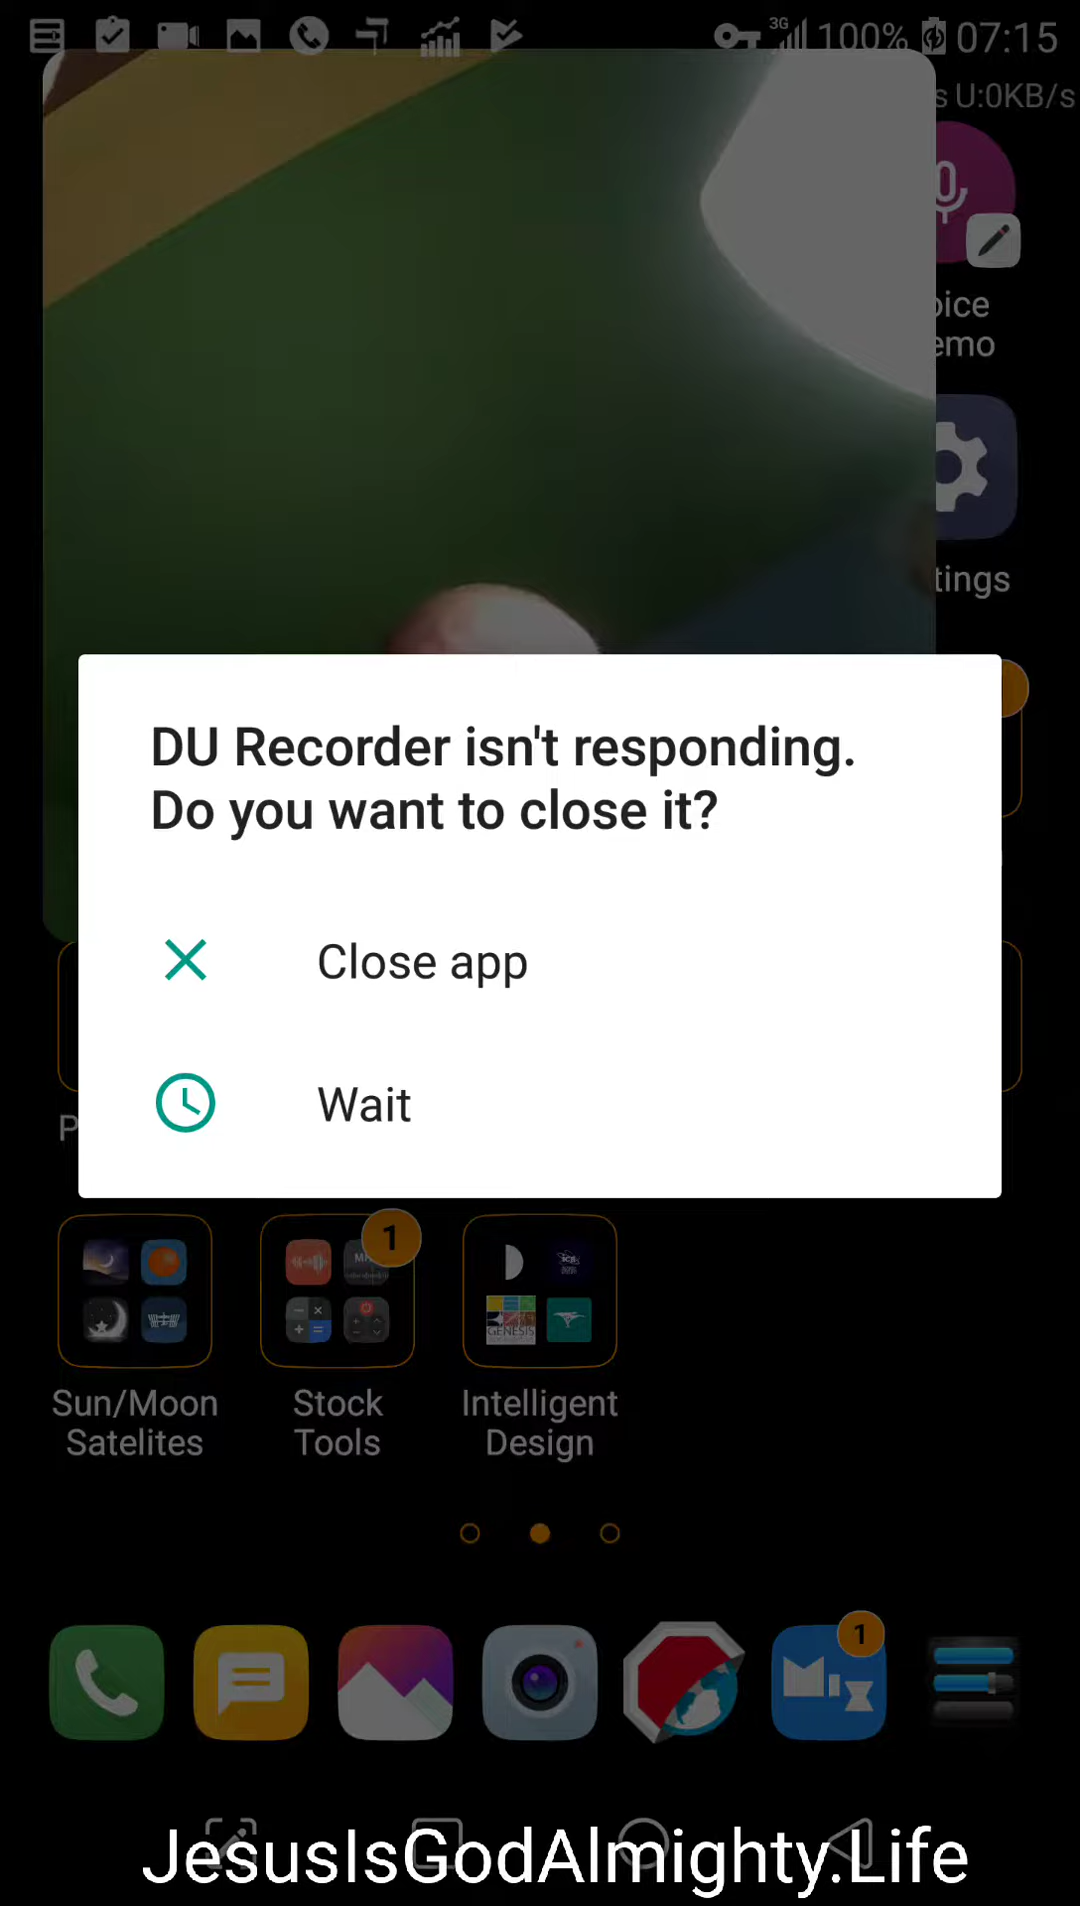 3G 100% 07:15
s U:0KB/s
oice
emo
tings
DU Recorder isn't responding.
Do you want to close it?
Close app
Wait
P
1
GENESIS
Sun/Moon
Satelites
Stock
Tools
Intelligent
Design
1
JesusIsGodAlmighty.Life